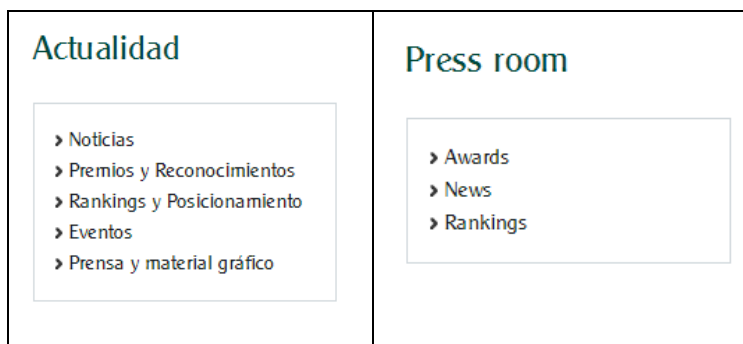 Actualidad
Noticias
Premios y Reconocimientos
Rankings y Posicionamiento
Eventos
Prensa y material gráfico
Press room
Awards
News
Rankings